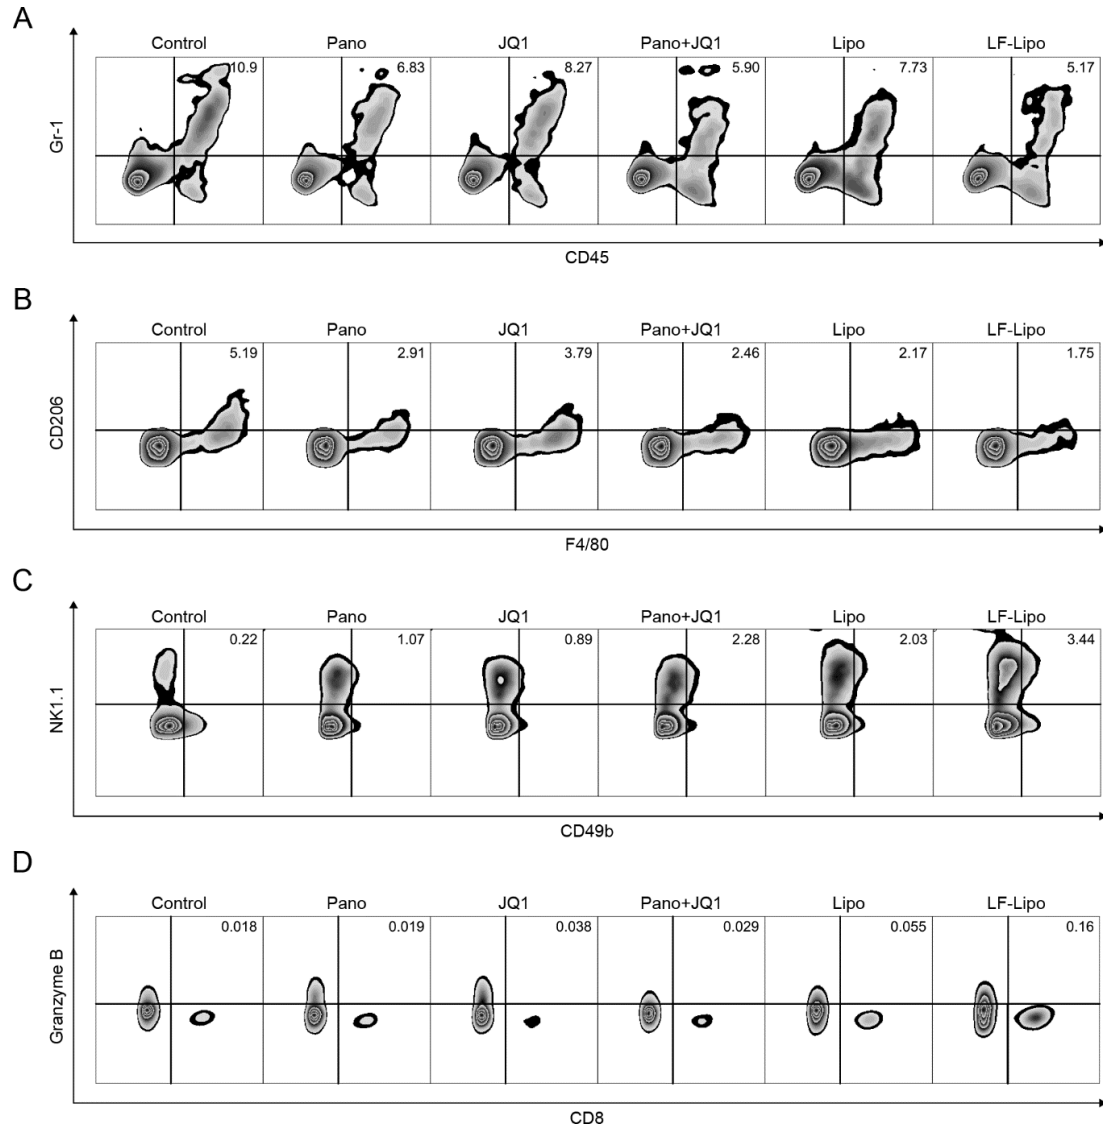 A
Control Pano JQ1 Pano+JQ1 Lipo LF-Lipo
10.9 6.83 8.27 5.90 7.73 5.17
Gr-1
CD45
B
Control Pano JQ1 Pano+JQ1 Lipo LF-Lipo
5.19 2.91 3.79 2.46 2.17 1.75
CD206
F4/80
C
Control Pano JQ1 Pano+JQ1 Lipo LF-Lipo
0.22 1.07 0.89 2.28 2.03 3.44
NK1.1
CD49b
D
Control Pano JQ1 Pano+JQ1 Lipo LF-Lipo
0.018 0.019 0.038 0.029 0.055 0.16
Granzyme B
CD8